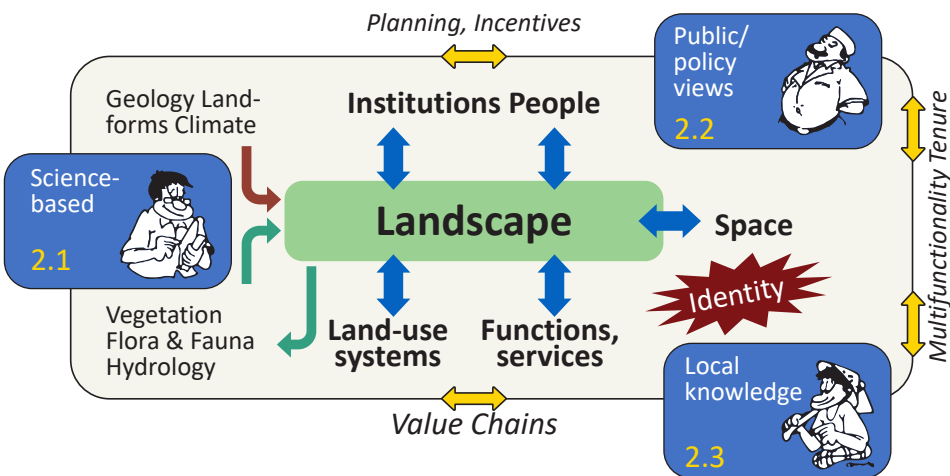 Planning, Incentives
Public/
policy
views
2.2
Geology Land-
forms Climate
Institutions People
Multifunctionality Tenure
Science-
based
2.1
Landscape
Space
Identity
Vegetation
Flora & Fauna
Hydrology
Land-use
systems
Functions,
services
Local
knowledge
2.3
Value Chains